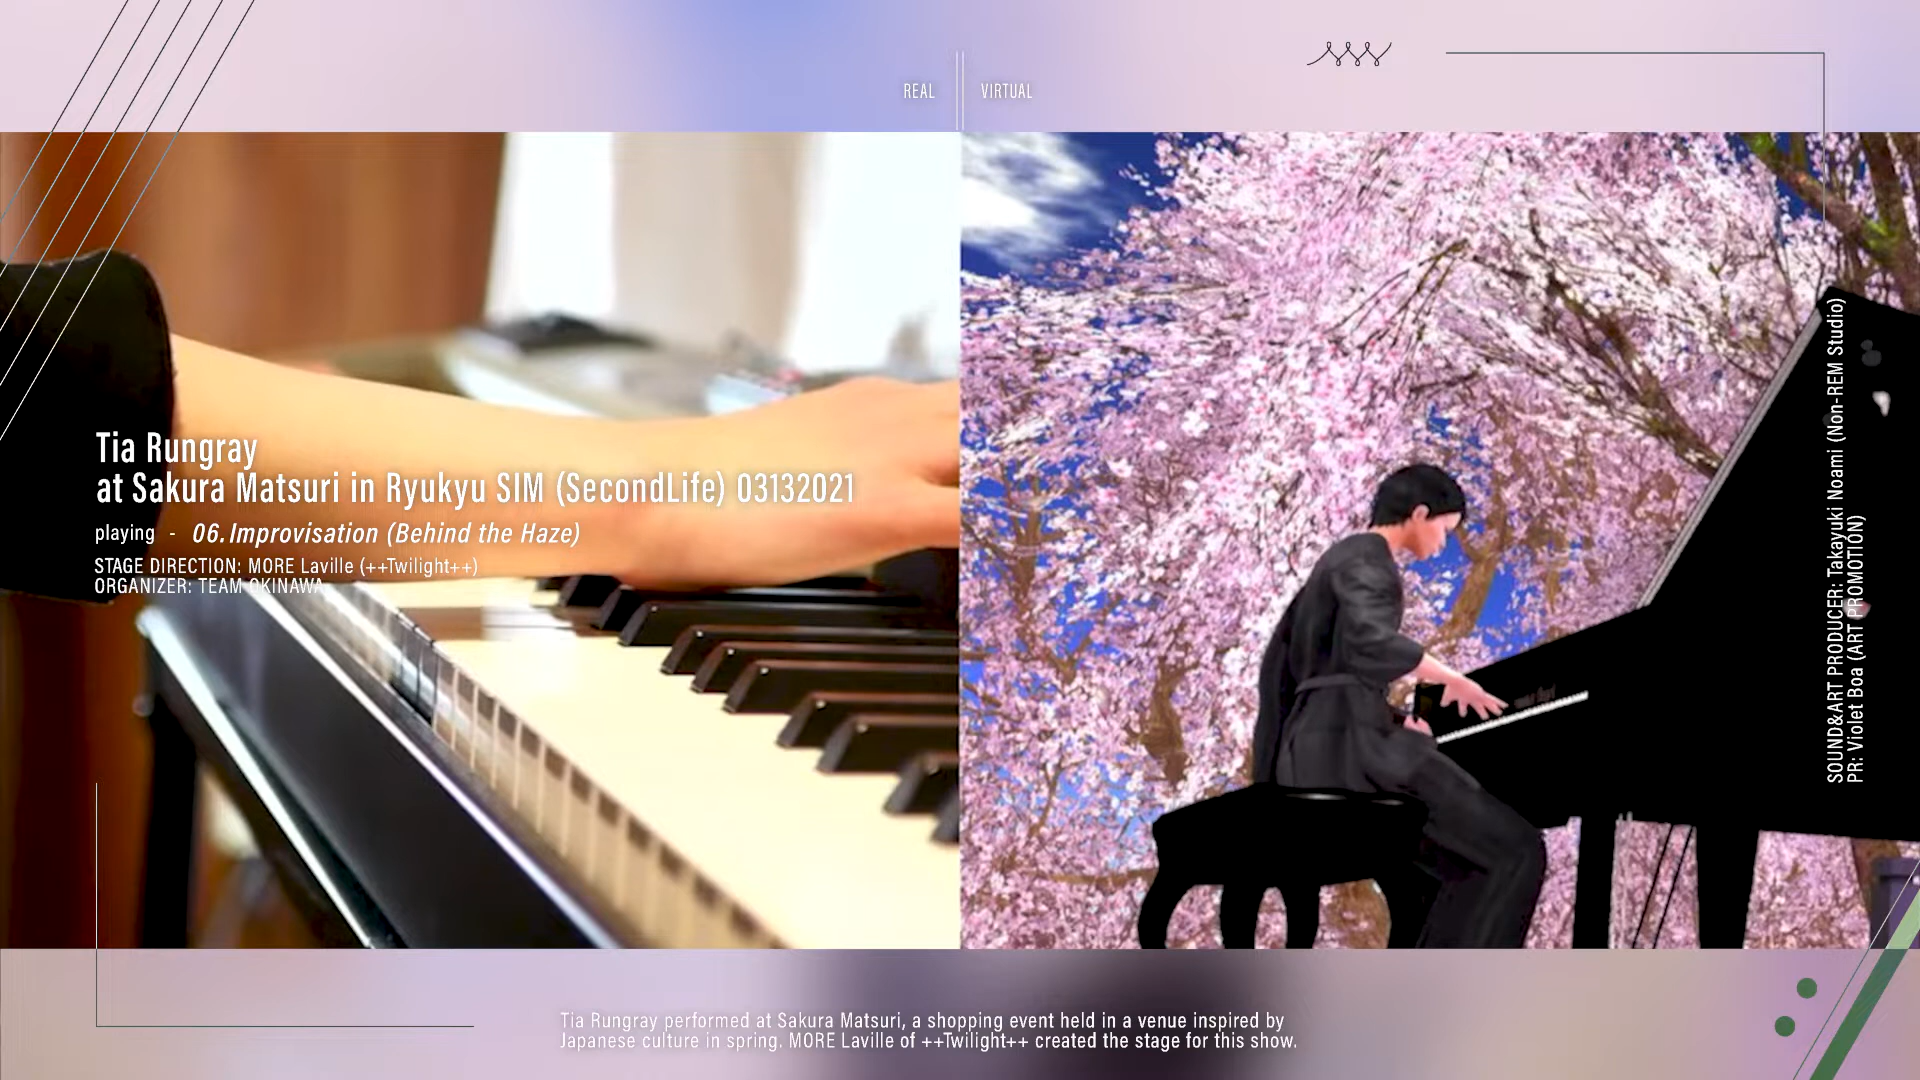 REAL
VIRTUAL
Tia Rungray
at Sakura Matsuri in Ryukyu SIM (SecondLife) 03132021
playing - 06. Improvisation (Behind the Haze)
STAGE DIRECTION: MORE Laville (++Twilight++)
ORGANIZER: TEAM OKINAWA
SOUND&ART PRODUCER: Takayuki Noami (Non-REM Studio)
PR: Violet Boa (ART PROMOTION)
Tia Rungray performed at Sakura Matsuri, a shopping event held in a venue inspired by
Japanese culture in spring. MORE Laville of ++Twilight++ created the stage for this show.